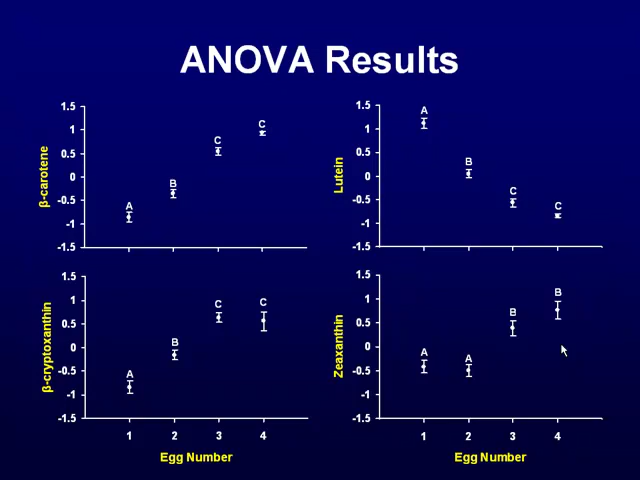 ANOVA Results
β-carotene
1.5
1
0.5
0
-0.5
-1
-1.5
A
B
C
C
Lutein
1.5
1
0.5
0
-0.5
-1
-1.5
A
B
C
C
β-cryptoxanthin
1.5
1
0.5
0
-0.5
-1
-1.5
A
B
C
C
1 2 3 4
Egg Number
Zeaxanthin
1.5
1
0.5
0
-0.5
-1
-1.5
A
A
B
B
1 2 3 4
Egg Number